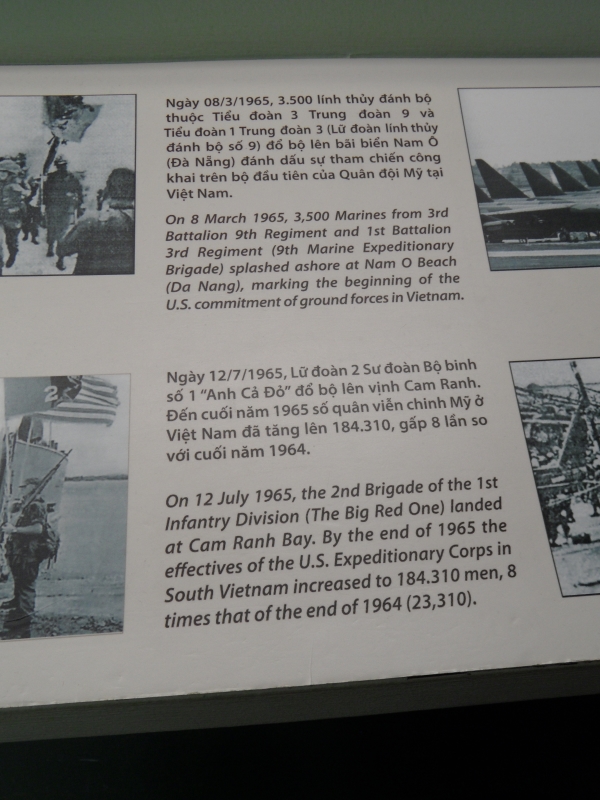 Ngày 08/3/1965, 3.500 lính thủy đánh bộ
thuộc Tiểu đoàn 3 Trung đoàn 9 và
Tiểu đoàn 1 Trung đoàn 3 (Lữ đoàn lính thủy
đánh bộ số 9) đổ bộ lên bãi biển Nam Ô
(Đà Nẵng) đánh dấu sự tham chiến công
khai trên bộ đầu tiên của Quân đội Mỹ tại
Việt Nam.
On 8 March 1965, 3,500 Marines from 3rd
Battalion 9th Regiment and 1st Battalion
3rd Regiment (9th Marine Expeditionary
Brigade) splashed ashore at Nam O Beach
(Da Nang), marking the beginning of the
U.S. commitment of ground forces in Vietnam.
Ngày 12/7/1965, Lữ đoàn 2 Sư đoàn Bộ binh
số 1 “Anh Cả Đỏ” đổ bộ lên vịnh Cam Ranh.
Đến cuối năm 1965 số quân viễn chinh Mỹ ở
Việt Nam đã tăng lên 184.310, gấp 8 lần so
với cuối năm 1964.
On 12 July 1965, the 2nd Brigade of the 1st
Infantry Division (The Big Red One) landed
at Cam Ranh Bay. By the end of 1965 the
effectives of the U.S. Expeditionary Corps in
South Vietnam increased to 184.310 men, 8
times that of the end of 1964 (23,310).
2